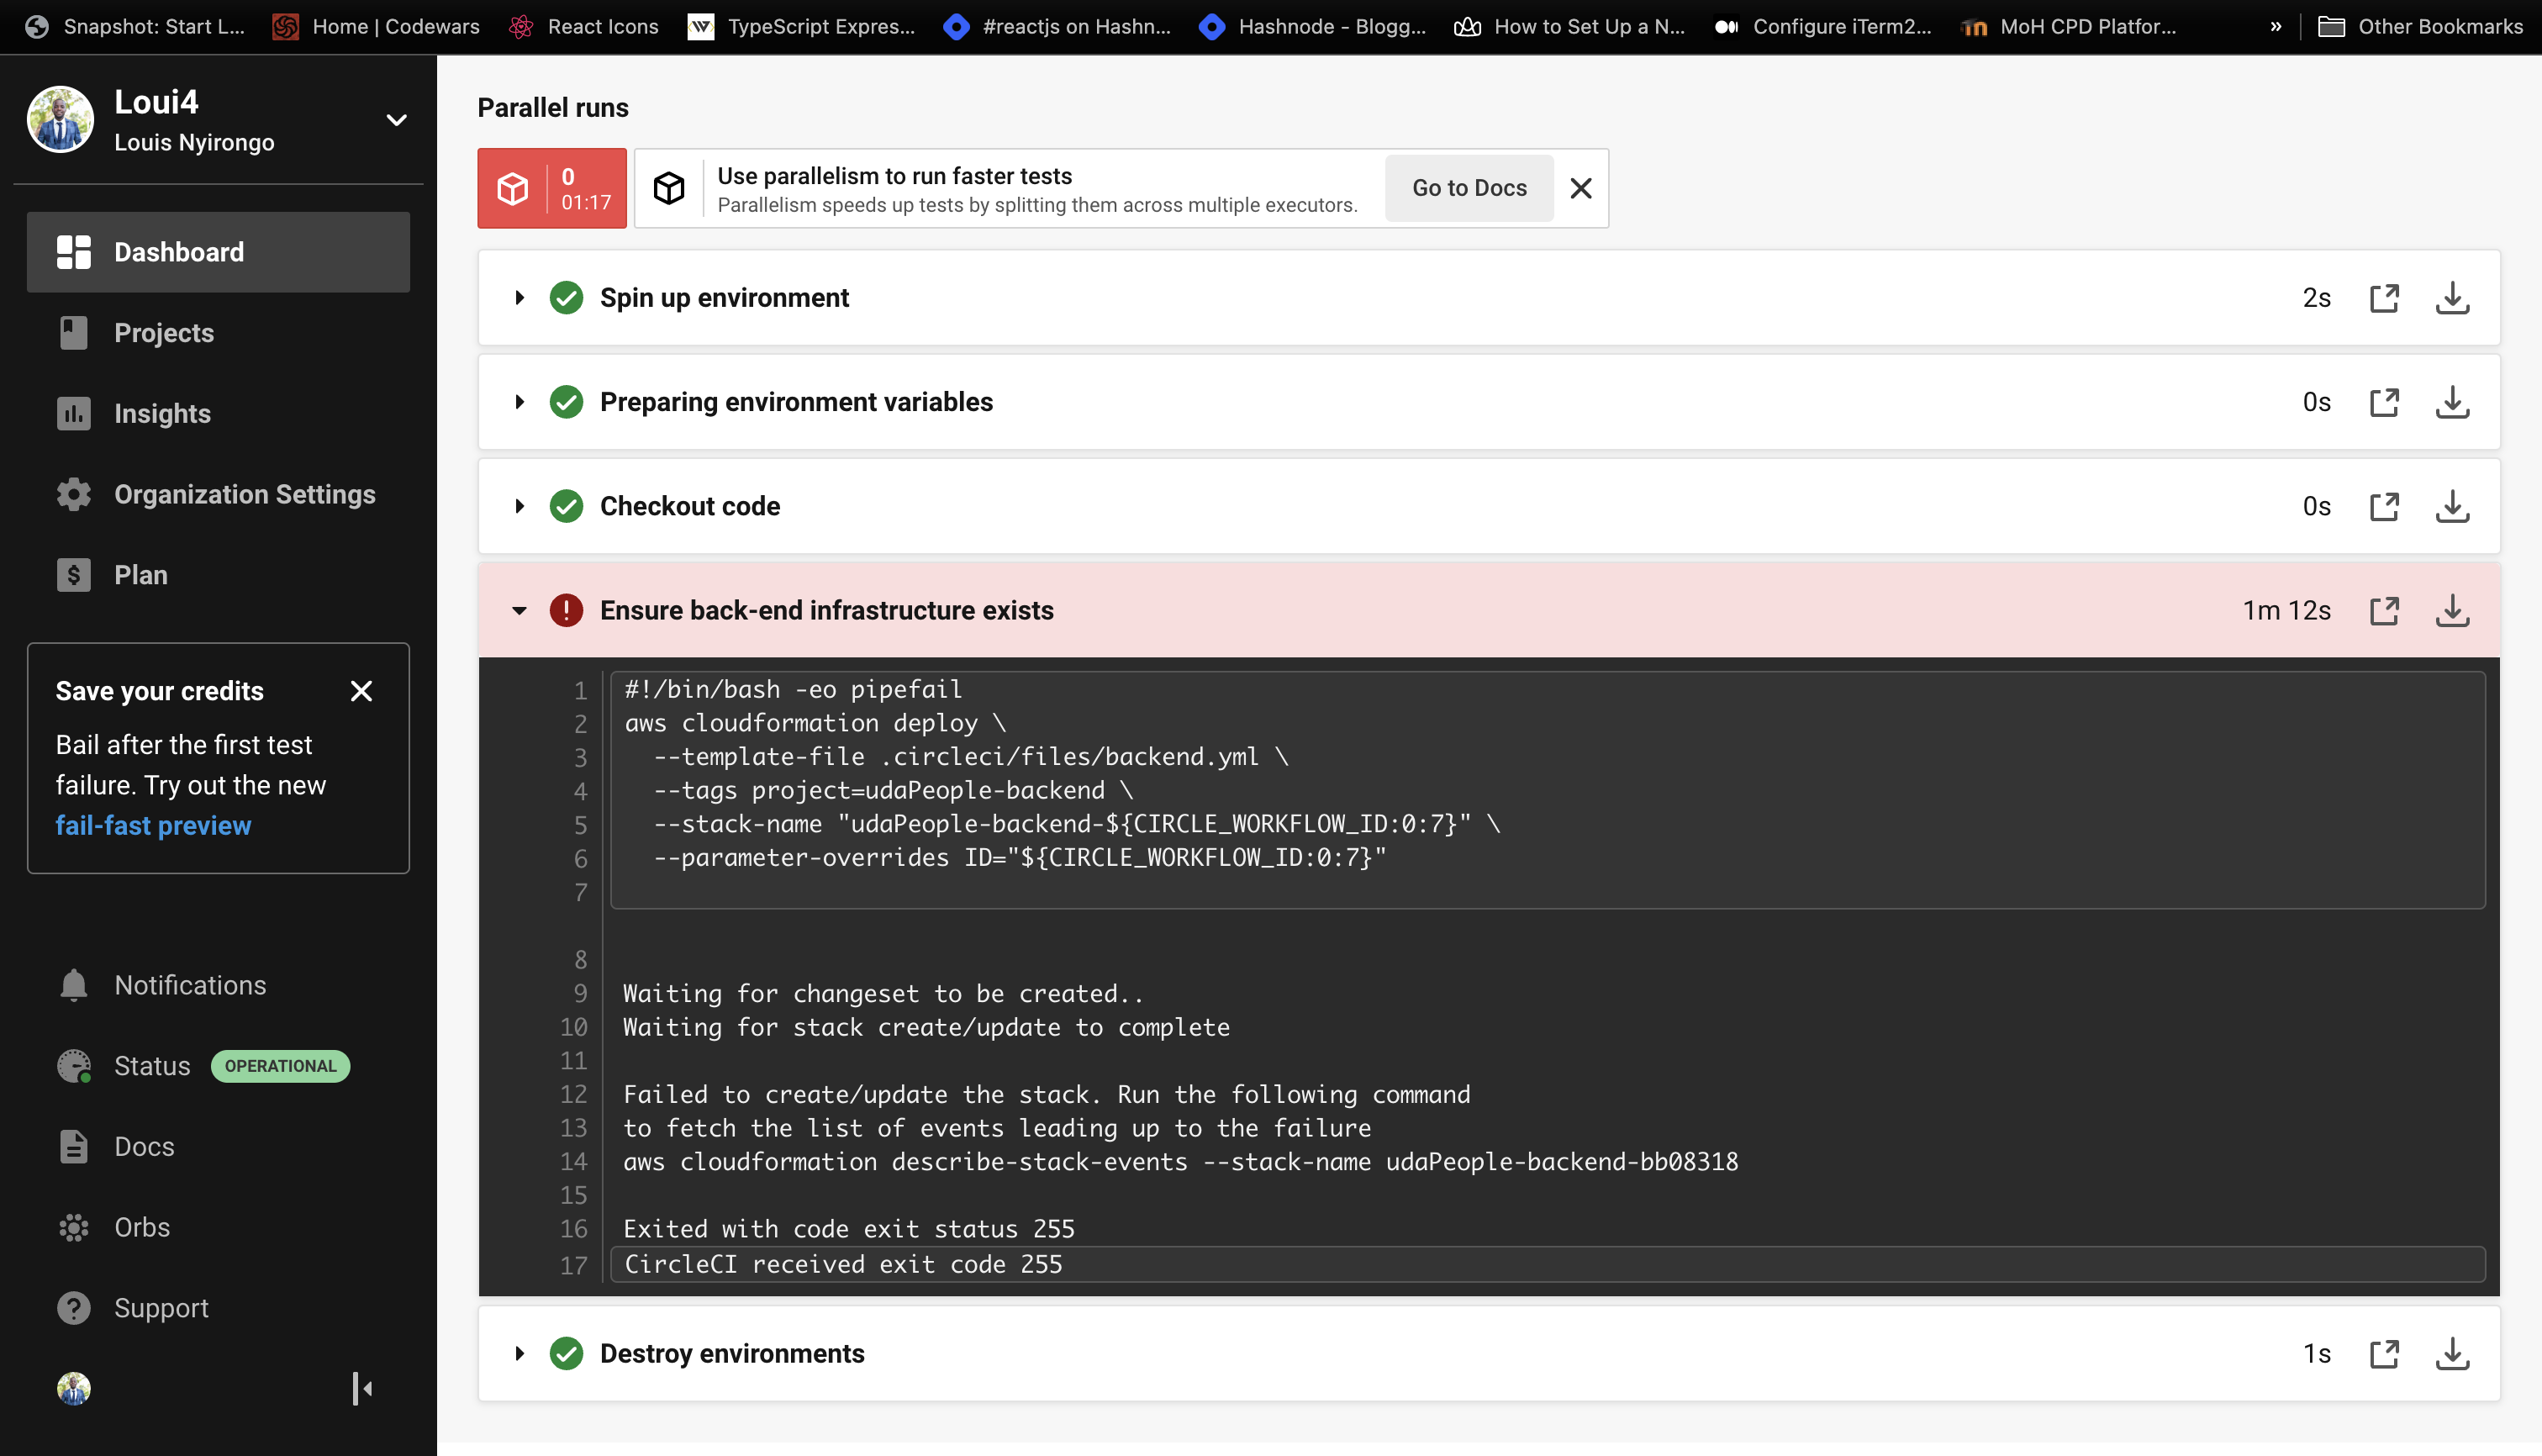 Snapshot: Start L...
Home | Codewars
React Icons
TypeScript Expres...
#reactjs on Hashn...
Hashnode - Blogg...
How to Set Up a N...
Configure iTerm2...
MoH CPD Platfor...
»
Other Bookmarks
Loui4
Louis Nyirongo
Dashboard
Projects
Insights
Organization Settings
Plan
Save your credits
Bail after the first test
failure. Try out the new
fail-fast preview
Notifications
Status OPERATIONAL
Docs
Orbs
Support
Parallel runs
0
01:17
Use parallelism to run faster tests
Parallelism speeds up tests by splitting them across multiple executors.
Go to Docs
Spin up environment 2s
Preparing environment variables 0s
Checkout code 0s
Ensure back-end infrastructure exists 1m 12s
1 #!/bin/bash -eo pipefail
2 aws cloudformation deploy \
3 --template-file .circleci/files/backend.yml \
4 --tags project=udaPeople-backend \
5 --stack-name "udaPeople-backend-${CIRCLE_WORKFLOW_ID:0:7}" \
6 --parameter-overrides ID="${CIRCLE_WORKFLOW_ID:0:7}"
7
8
9 Waiting for changeset to be created..
10 Waiting for stack create/update to complete
11
12 Failed to create/update the stack. Run the following command
13 to fetch the list of events leading up to the failure
14 aws cloudformation describe-stack-events --stack-name udaPeople-backend-bb08318
15
16 Exited with code exit status 255
17 CircleCI received exit code 255
Destroy environments 1s